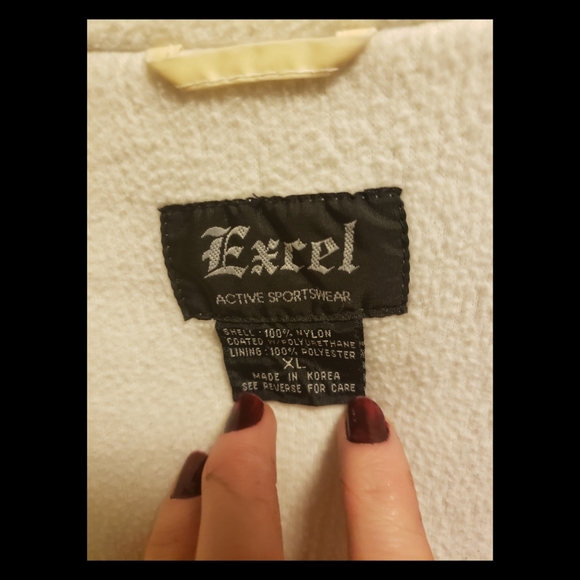 Excel
ACTIVE SPORTSWEAR
SHELL: 100% NYLON
COATED W/POLYURETHANE
LINING: 100% POLYESTER
XL
MADE IN KOREA
SEE REVERSE FOR CARE